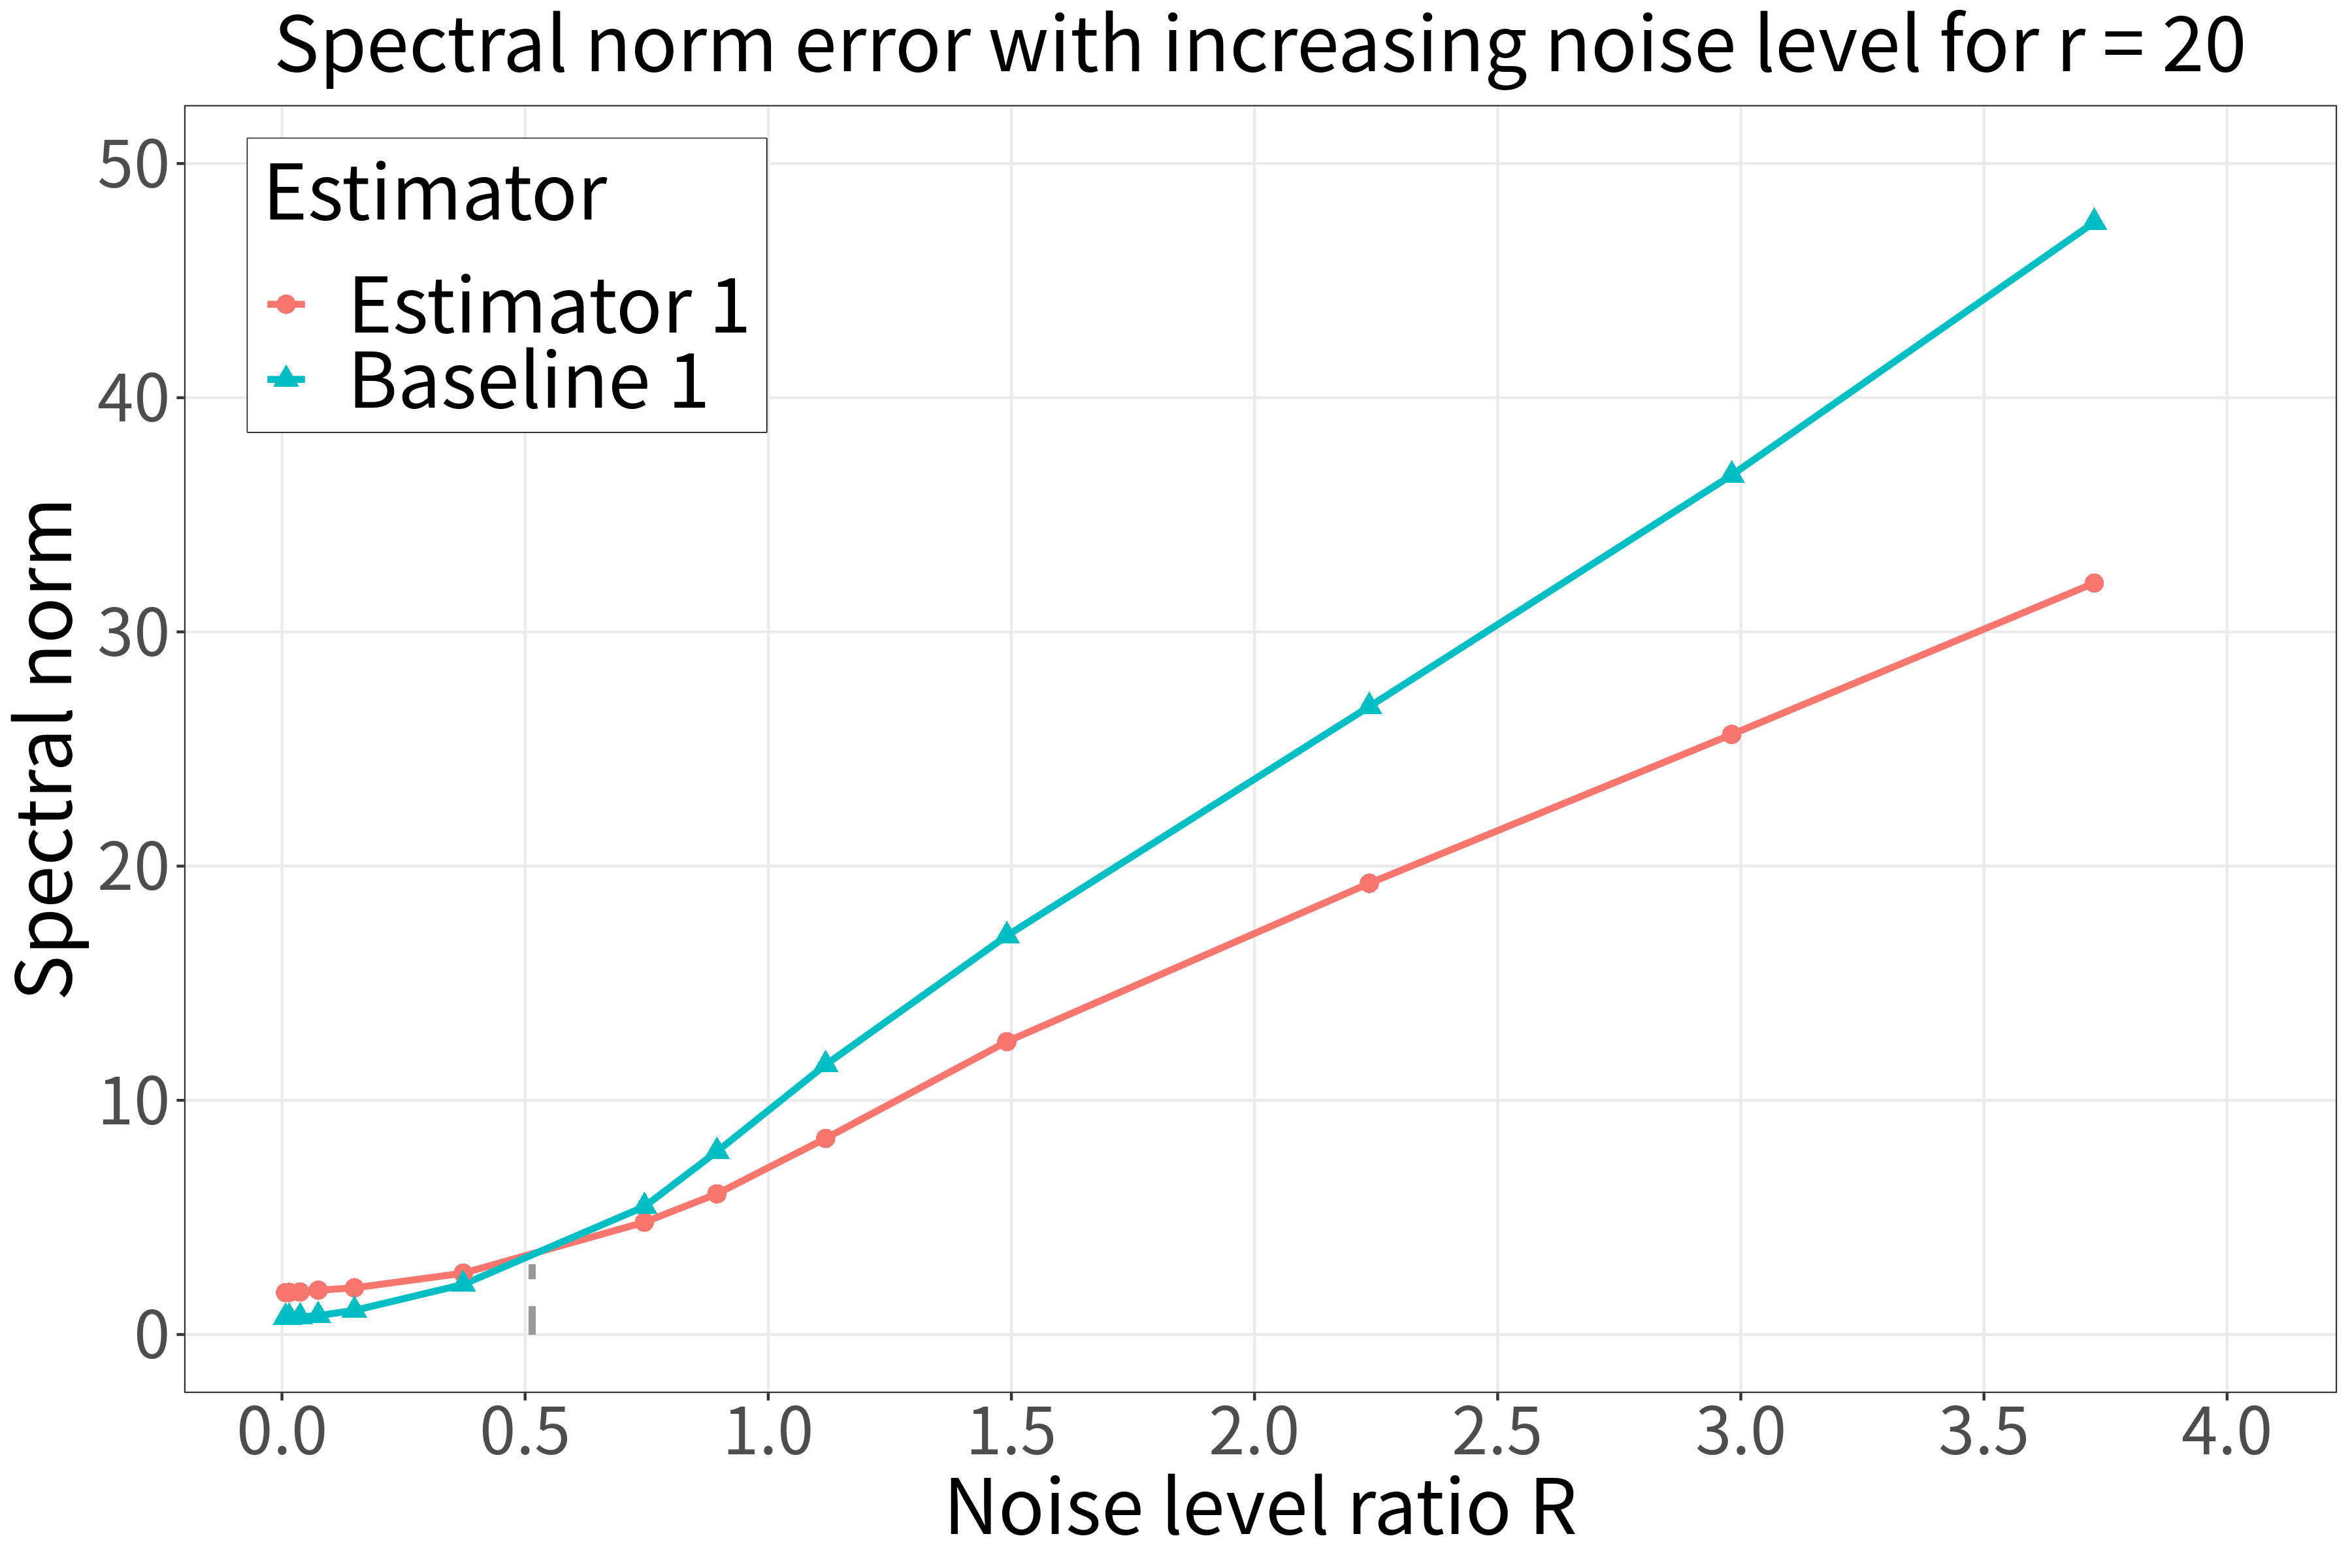 Spectral norm error with increasing noise level for r = 20
50
40
30
20
10
0
Spectral norm
Estimator
Estimator 1
Baseline 1
0.0 0.5 1.0 1.5 2.0 2.5 3.0 3.5 4.0
Noise level ratio R